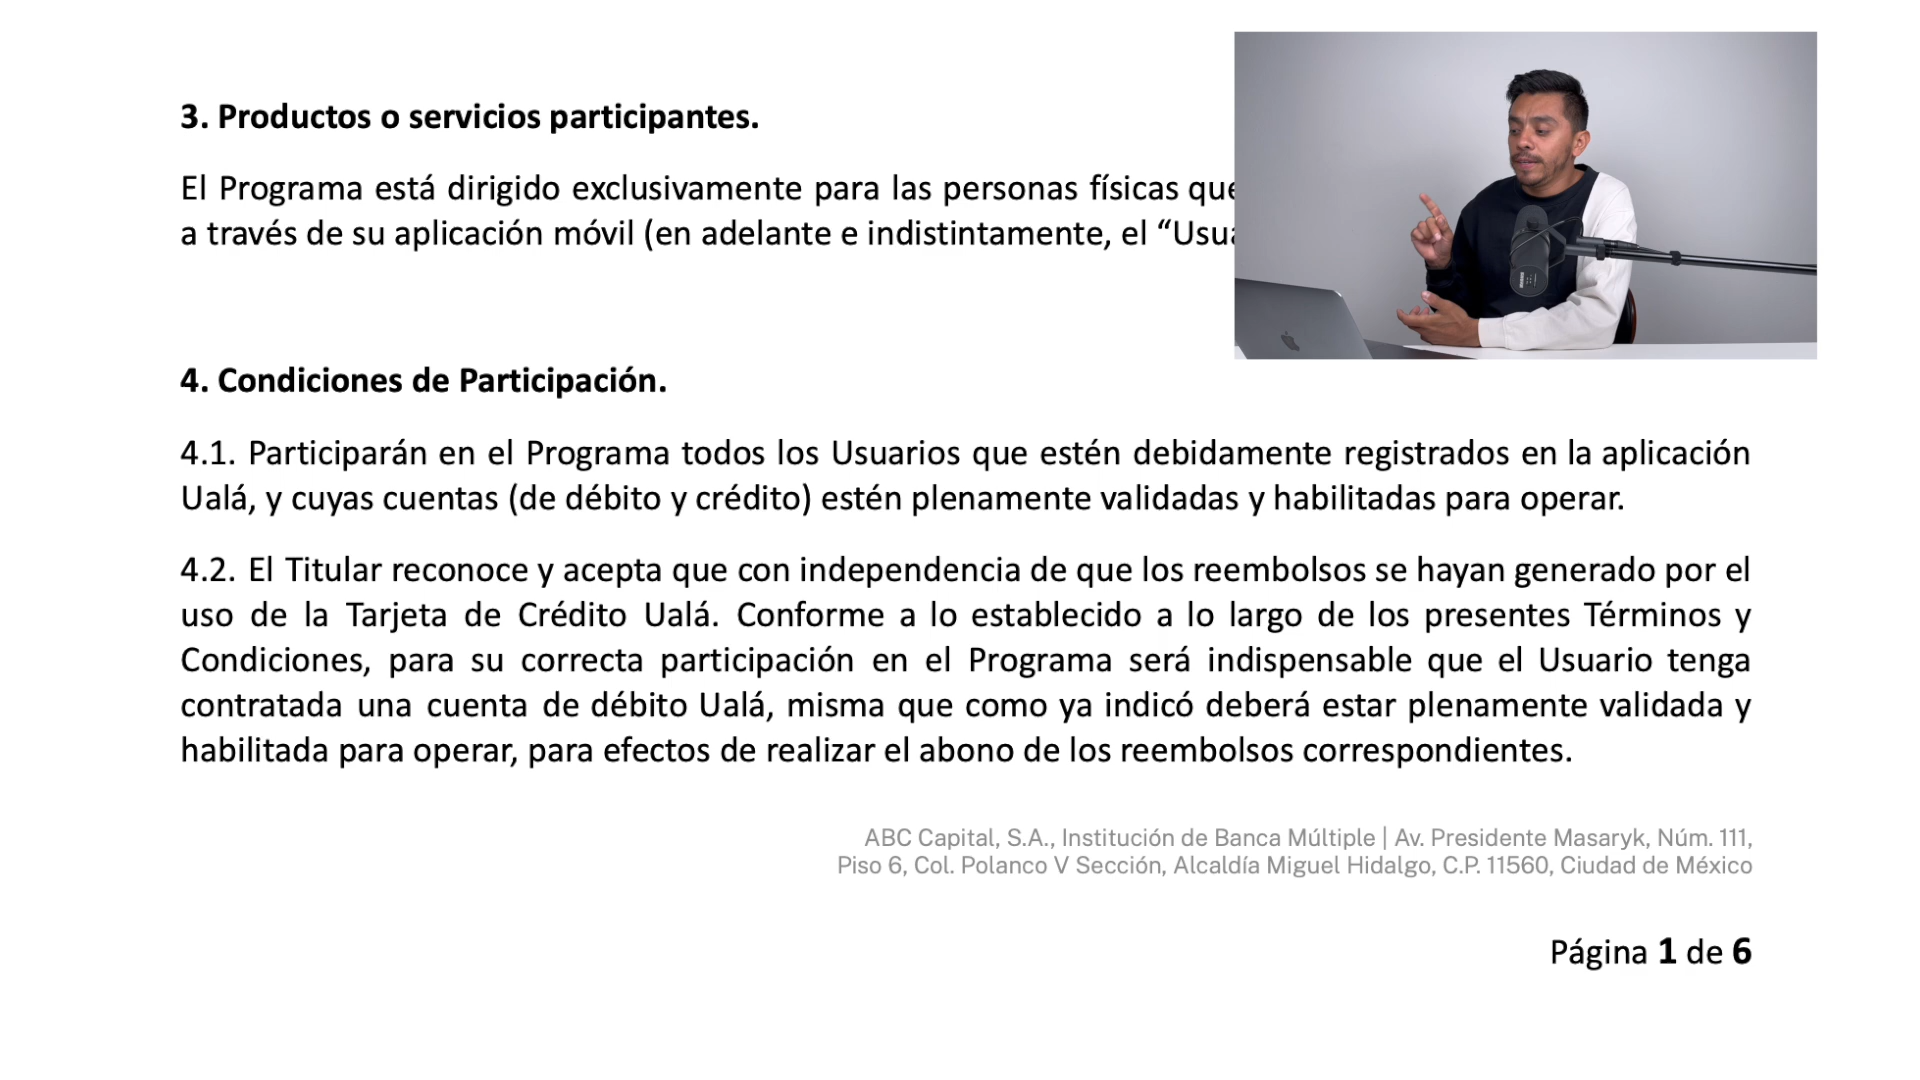 3. Productos o servicios participantes.
El Programa está dirigido exclusivamente para las personas físicas que
a través de su aplicación móvil (en adelante e indistintamente, el “Usua
4. Condiciones de Participación.
4.1. Participarán en el Programa todos los Usuarios que estén debidamente registrados en la aplicación
Ualá, y cuyas cuentas (de débito y crédito) estén plenamente validadas y habilitadas para operar.
4.2. El Titular reconoce y acepta que con independencia de que los reembolsos se hayan generado por el
uso de la Tarjeta de Crédito Ualá. Conforme a lo establecido a lo largo de los presentes Términos y
Condiciones, para su correcta participación en el Programa será indispensable que el Usuario tenga
contratada una cuenta de débito Ualá, misma que como ya indicó deberá estar plenamente validada y
habilitada para operar, para efectos de realizar el abono de los reembolsos correspondientes.
ABC Capital, S.A., Institución de Banca Múltiple | Av. Presidente Masaryk, Núm. 111,
Piso 6, Col. Polanco V Sección, Alcaldía Miguel Hidalgo, C.P. 11560, Ciudad de México
Página 1 de 6